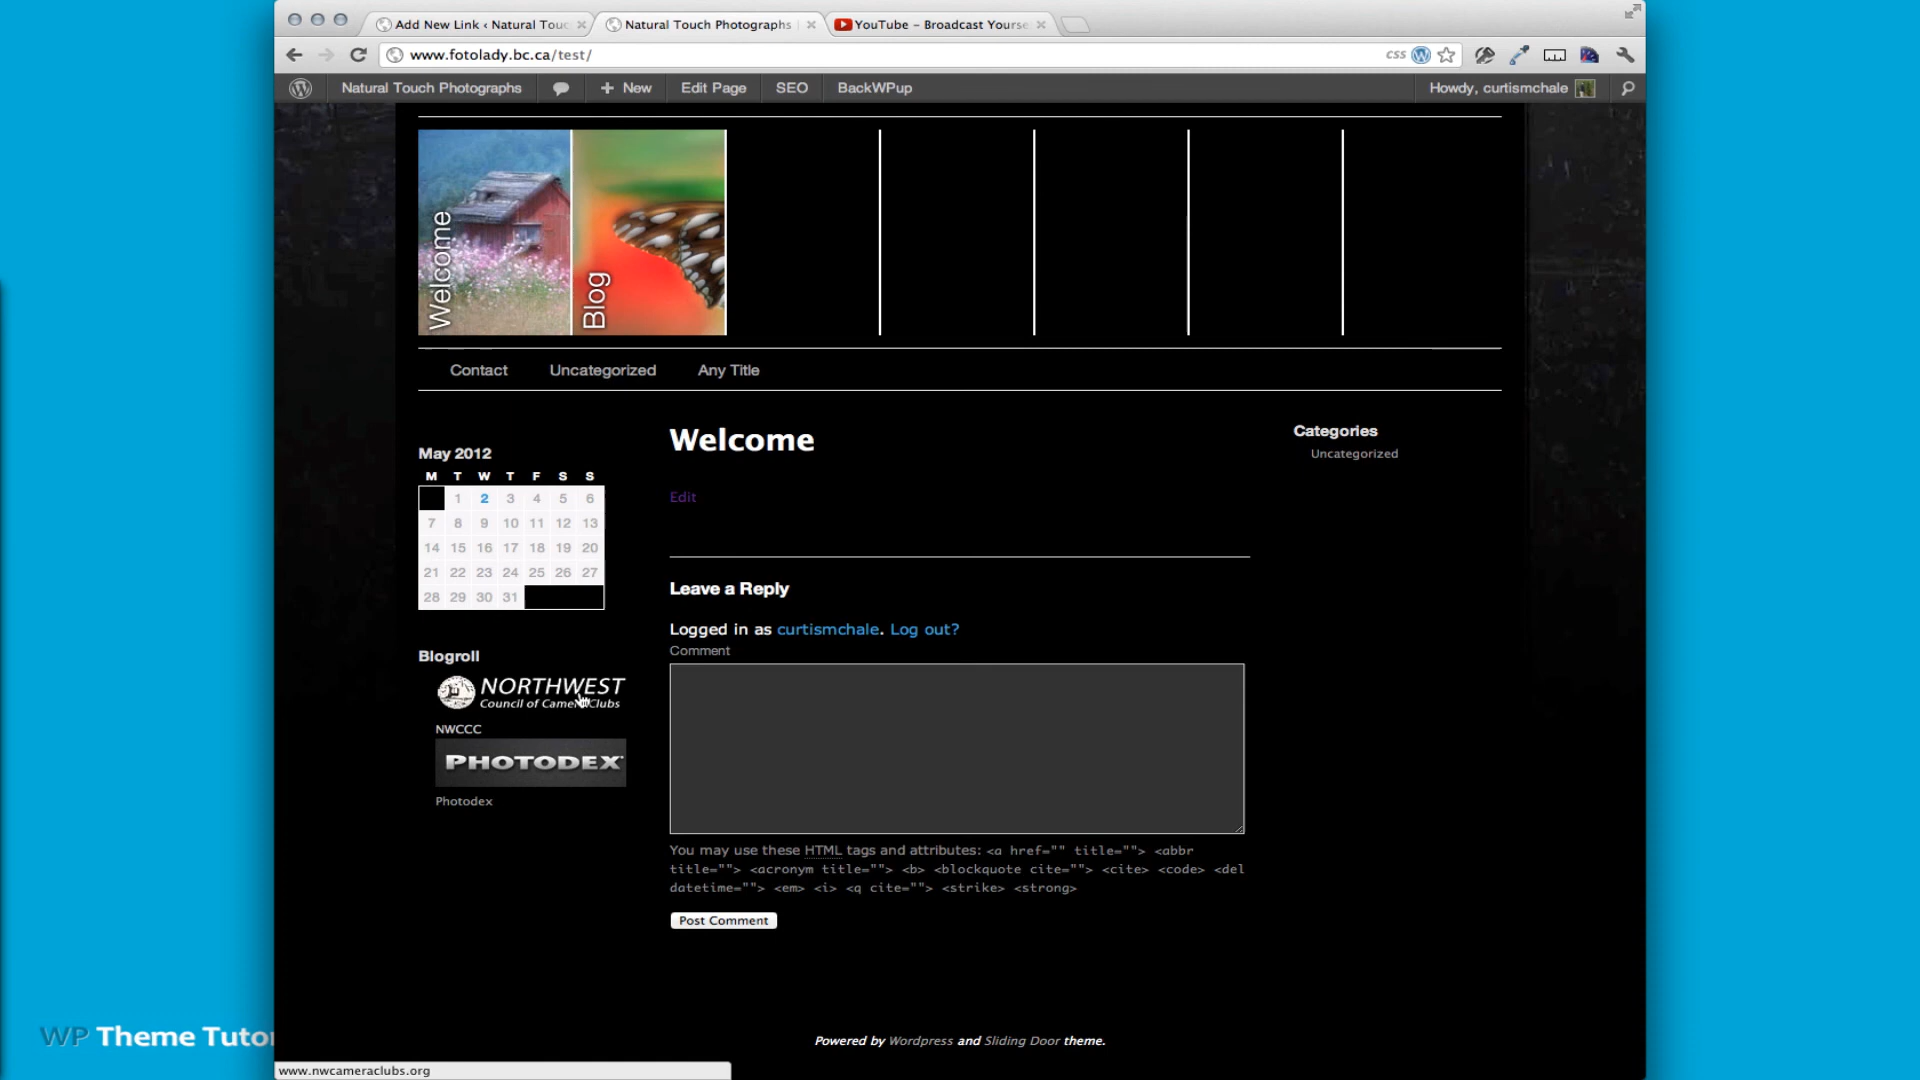 Add New Link ‹ Natural Touc
Natural Touch Photographs
YouTube - Broadcast Yourse
www.fotolady.bc.ca/test/
css
Natural Touch Photographs
New
Edit Page
SEO
BackWPup
Howdy, curtismchale
Welcome
Blog
Contact
Uncategorized
Any Title
May 2012
M T W T F S S
1 2 3 4 5 6
7 8 9 10 11 12 13
14 15 16 17 18 19 20
21 22 23 24 25 26 27
28 29 30 31
Blogroll
NORTHWEST
Council of Camera Clubs
NWCCC
PHOTODEX
Photodex
Welcome
Edit
Leave a Reply
Logged in as curtismchale. Log out?
Comment
You may use these HTML tags and attributes: <a href="" title=""> <abbr
title=""> <acronym title=""> <b> <blockquote cite=""> <cite> <code> <del
datetime=""> <em> <i> <q cite=""> <strike> <strong>
Post Comment
Categories
Uncategorized
Powered by Wordpress and Sliding Door theme.
WP Theme Tutor
www.nwcameraclubs.org